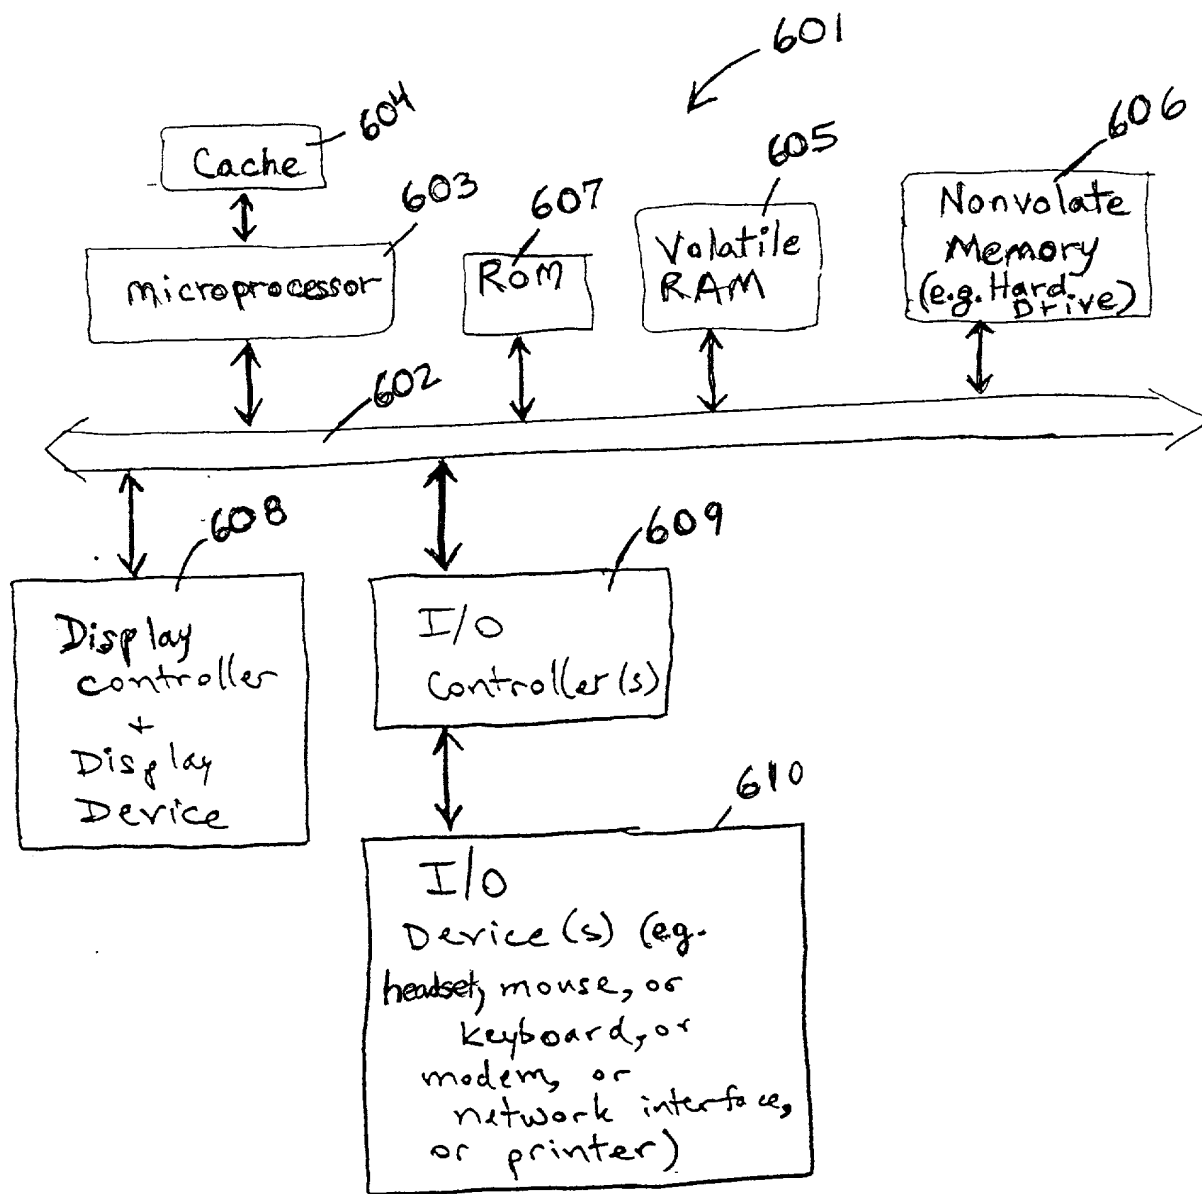 601
604
Cache
603
microprocessor
607
ROM
605
Volatile
RAM
606
Nonvolate
Memory
(e.g. Hard
Drive)
602
608
Display
controller
+
Display
Device
609
I/O
Controller(s)
610
I/O
Device(s) (e.g.
headset, mouse, or
keyboard, or
modem, or
network interface,
or printer)